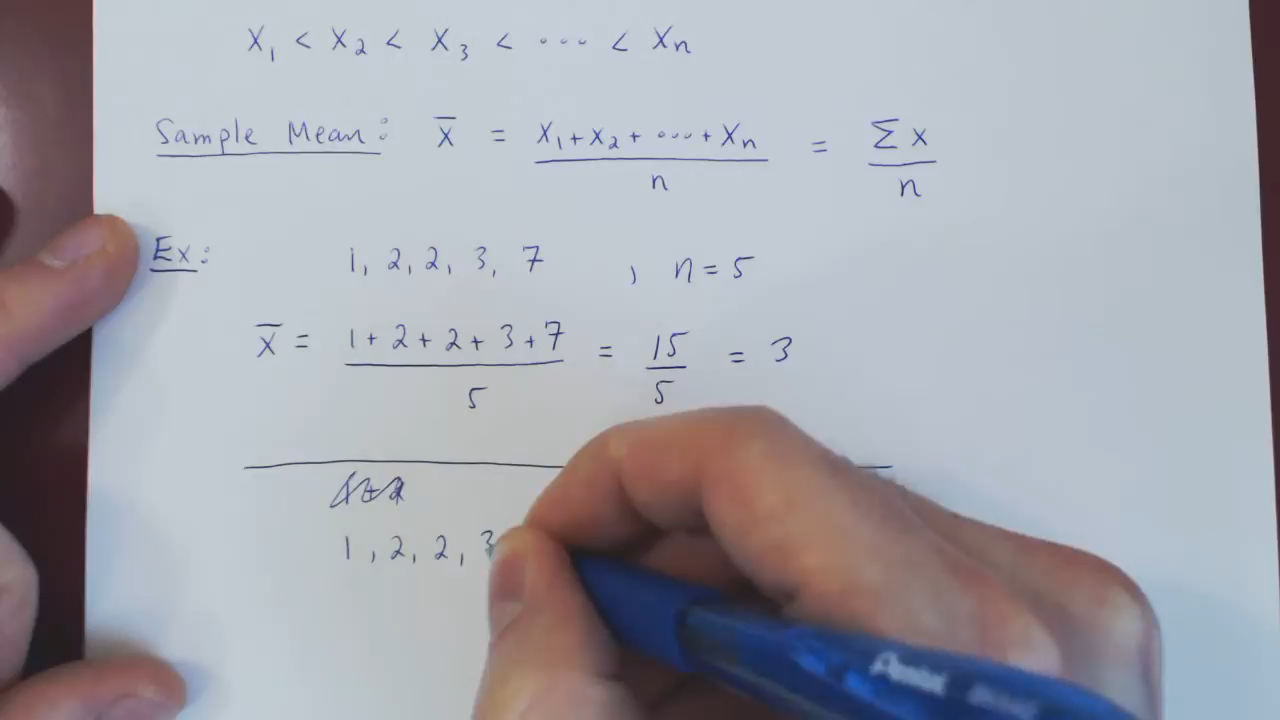 X₁ < X₂ < X₃ < ... < Xn
Sample Mean: x̄ = (X₁ + X₂ + ... + Xn) / n = Σx / n
Ex: 1, 2, 2, 3, 7 , n = 5
x̄ = (1 + 2 + 2 + 3 + 7) / 5 = 15 / 5 = 3
1, 2, 2, 3
Pentel